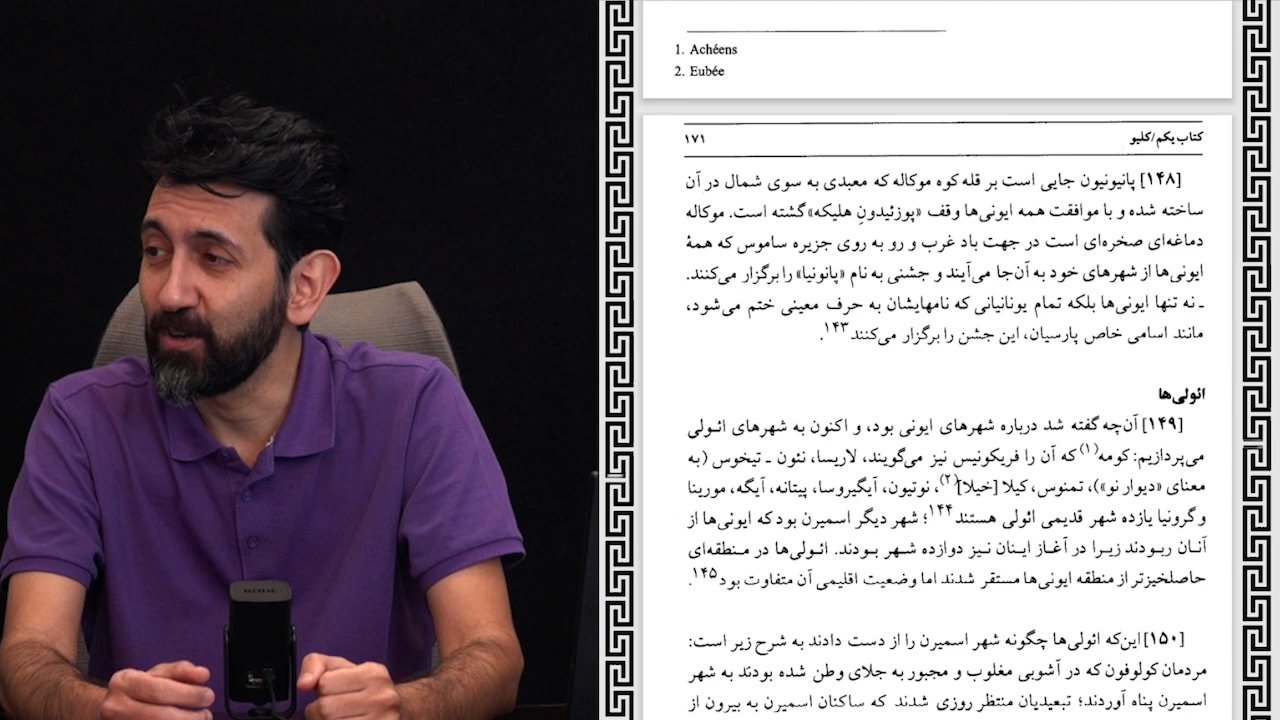 1. Achéens
2. Eubée
کتاب یکم/کلیو
۱۷۱
[۱۴۸] پانیونیون جایی است بر قله کوه موکاله که معبدی به سوی شمال در آن
ساخته شده و با موافقت همه ایونی‌ها وقف «پوزئیدونِ هلیکه» گشته است. موکاله
دماغه‌ای صخره‌ای است در جهت باد غرب و رو به روی جزیره ساموس که همۀ
ایونی‌ها از شهرهای خود به آن‌جا می‌آیند و جشنی به نام «پانونیا» را برگزار می‌کنند.
ـ نه تنها ایونی‌ها بلکه تمام یونانیانی که نامهایشان به حرف معینی ختم می‌شود،
مانند اسامی خاص پارسیان، این جشن را برگزار می‌کنند۱۴۳.
ائولی‌ها
[۱۴۹] آن‌چه گفته شد درباره شهرهای ایونی بود، و اکنون به شهرهای ائولی
می‌پردازیم: کومه(۱) که آن را فریکونیس نیز می‌گویند، لاریسا، نئون ـ تیخوس (به
معنای «دیوار نو»)، تمنوس، کیلا [خیلا](۲)، نوتیون، آیگیروسا، پیتانه، آیگه، مورینا
و گرونیا یازده شهر قدیمی ائولی هستند۱۴۴؛ شهر دیگر اسمیرن بود که ایونی‌ها از
آنان ربودند زیرا در آغاز اینان نیز دوازده شهر بودند. ائولی‌ها در منطقه‌ای
حاصلخیزتر از منطقه ایونی‌ها مستقر شدند اما وضعیت اقلیمی آن متفاوت بود۱۴۵.
[۱۵۰] این‌که ائولی‌ها چگونه شهر اسمیرن را از دست دادند به شرح زیر است:
مردمان کولوفون که در آشوبی مغلوب و مجبور به جلای وطن شده بودند به شهر
اسمیرن پناه آوردند؛ تبعیدیان منتظر روزی شدند که ساکنان اسمیرن به بیرون از